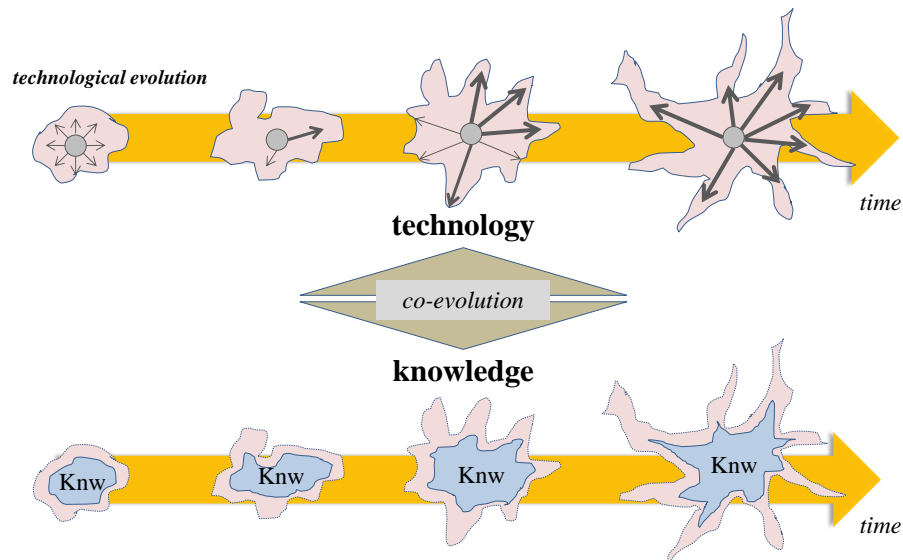 technological evolution
time
technology
co-evolution
knowledge
Knw
Knw
Knw
Knw
time